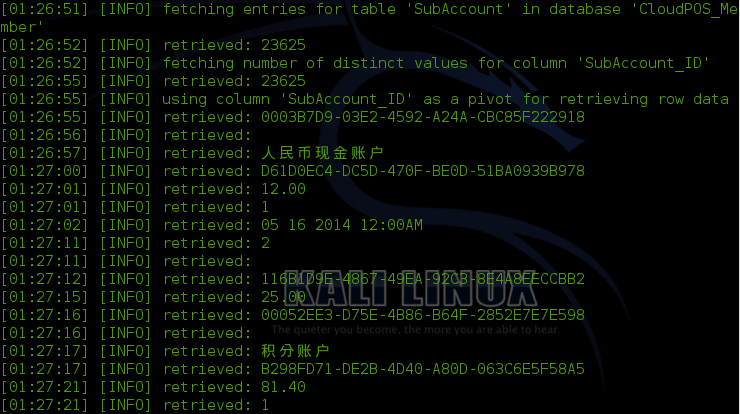 [01:26:51] [INFO] fetching entries for table 'SubAccount' in database 'CloudPOS_Me
mber'
[01:26:52] [INFO] retrieved: 23625
[01:26:52] [INFO] fetching number of distinct values for column 'SubAccount_ID'
[01:26:55] [INFO] retrieved: 23625
[01:26:55] [INFO] using column 'SubAccount_ID' as a pivot for retrieving row data
[01:26:55] [INFO] retrieved: 0003B7D9-03E2-4592-A24A-CBC85F222918
[01:26:56] [INFO] retrieved:
[01:26:57] [INFO] retrieved: 人民币现金账户
[01:27:00] [INFO] retrieved: D61D0EC4-DC5D-470F-BE0D-51BA0939B978
[01:27:01] [INFO] retrieved: 12.00
[01:27:01] [INFO] retrieved: 1
[01:27:02] [INFO] retrieved: 05 16 2014 12:00AM
[01:27:11] [INFO] retrieved: 2
[01:27:11] [INFO] retrieved:
[01:27:12] [INFO] retrieved:
[01:27:15] [INFO] retrieved: 25.00
KALI LINUX
[01:27:16] [INFO] retrieved: 00052EE3-D75E-4B86-B64F-2852E7E7E598
The quieter you become, the more you are able to hear.
[01:27:16] [INFO] retrieved:
[01:27:17] [INFO] retrieved: 积分账户
[01:27:17] [INFO] retrieved: B298FD71-DE2B-4D40-A80D-063C6E5F58A5
[01:27:21] [INFO] retrieved: 81.40
[01:27:21] [INFO] retrieved: 1